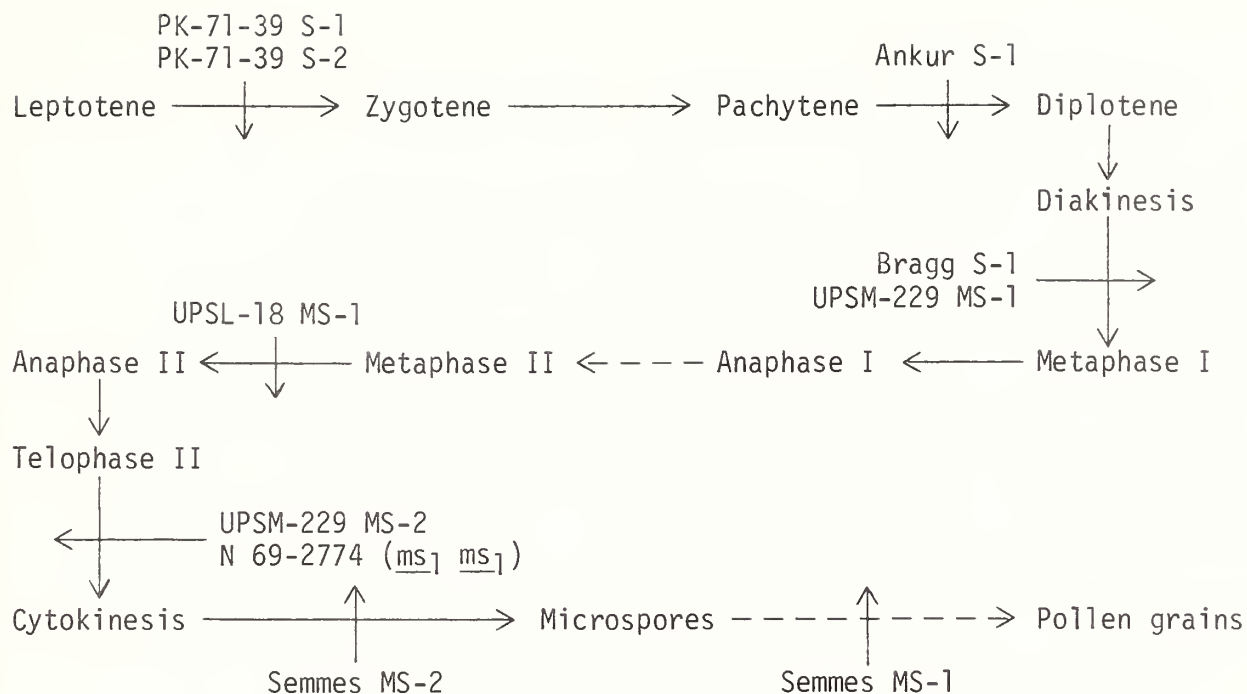 PK-71-39 S-1
PK-71-39 S-2
Ankur S-1
Leptotene Zygotene Pachytene Diplotene
Diakinesis
Bragg S-1
UPSM-229 MS-1
UPSL-18 MS-1
Anaphase II Metaphase II Anaphase I Metaphase I
Telophase II
UPSM-229 MS-2
N 69-2774 (ms1 ms1)
Cytokinesis Microspores Pollen grains
Semmes MS-2 Semmes MS-1